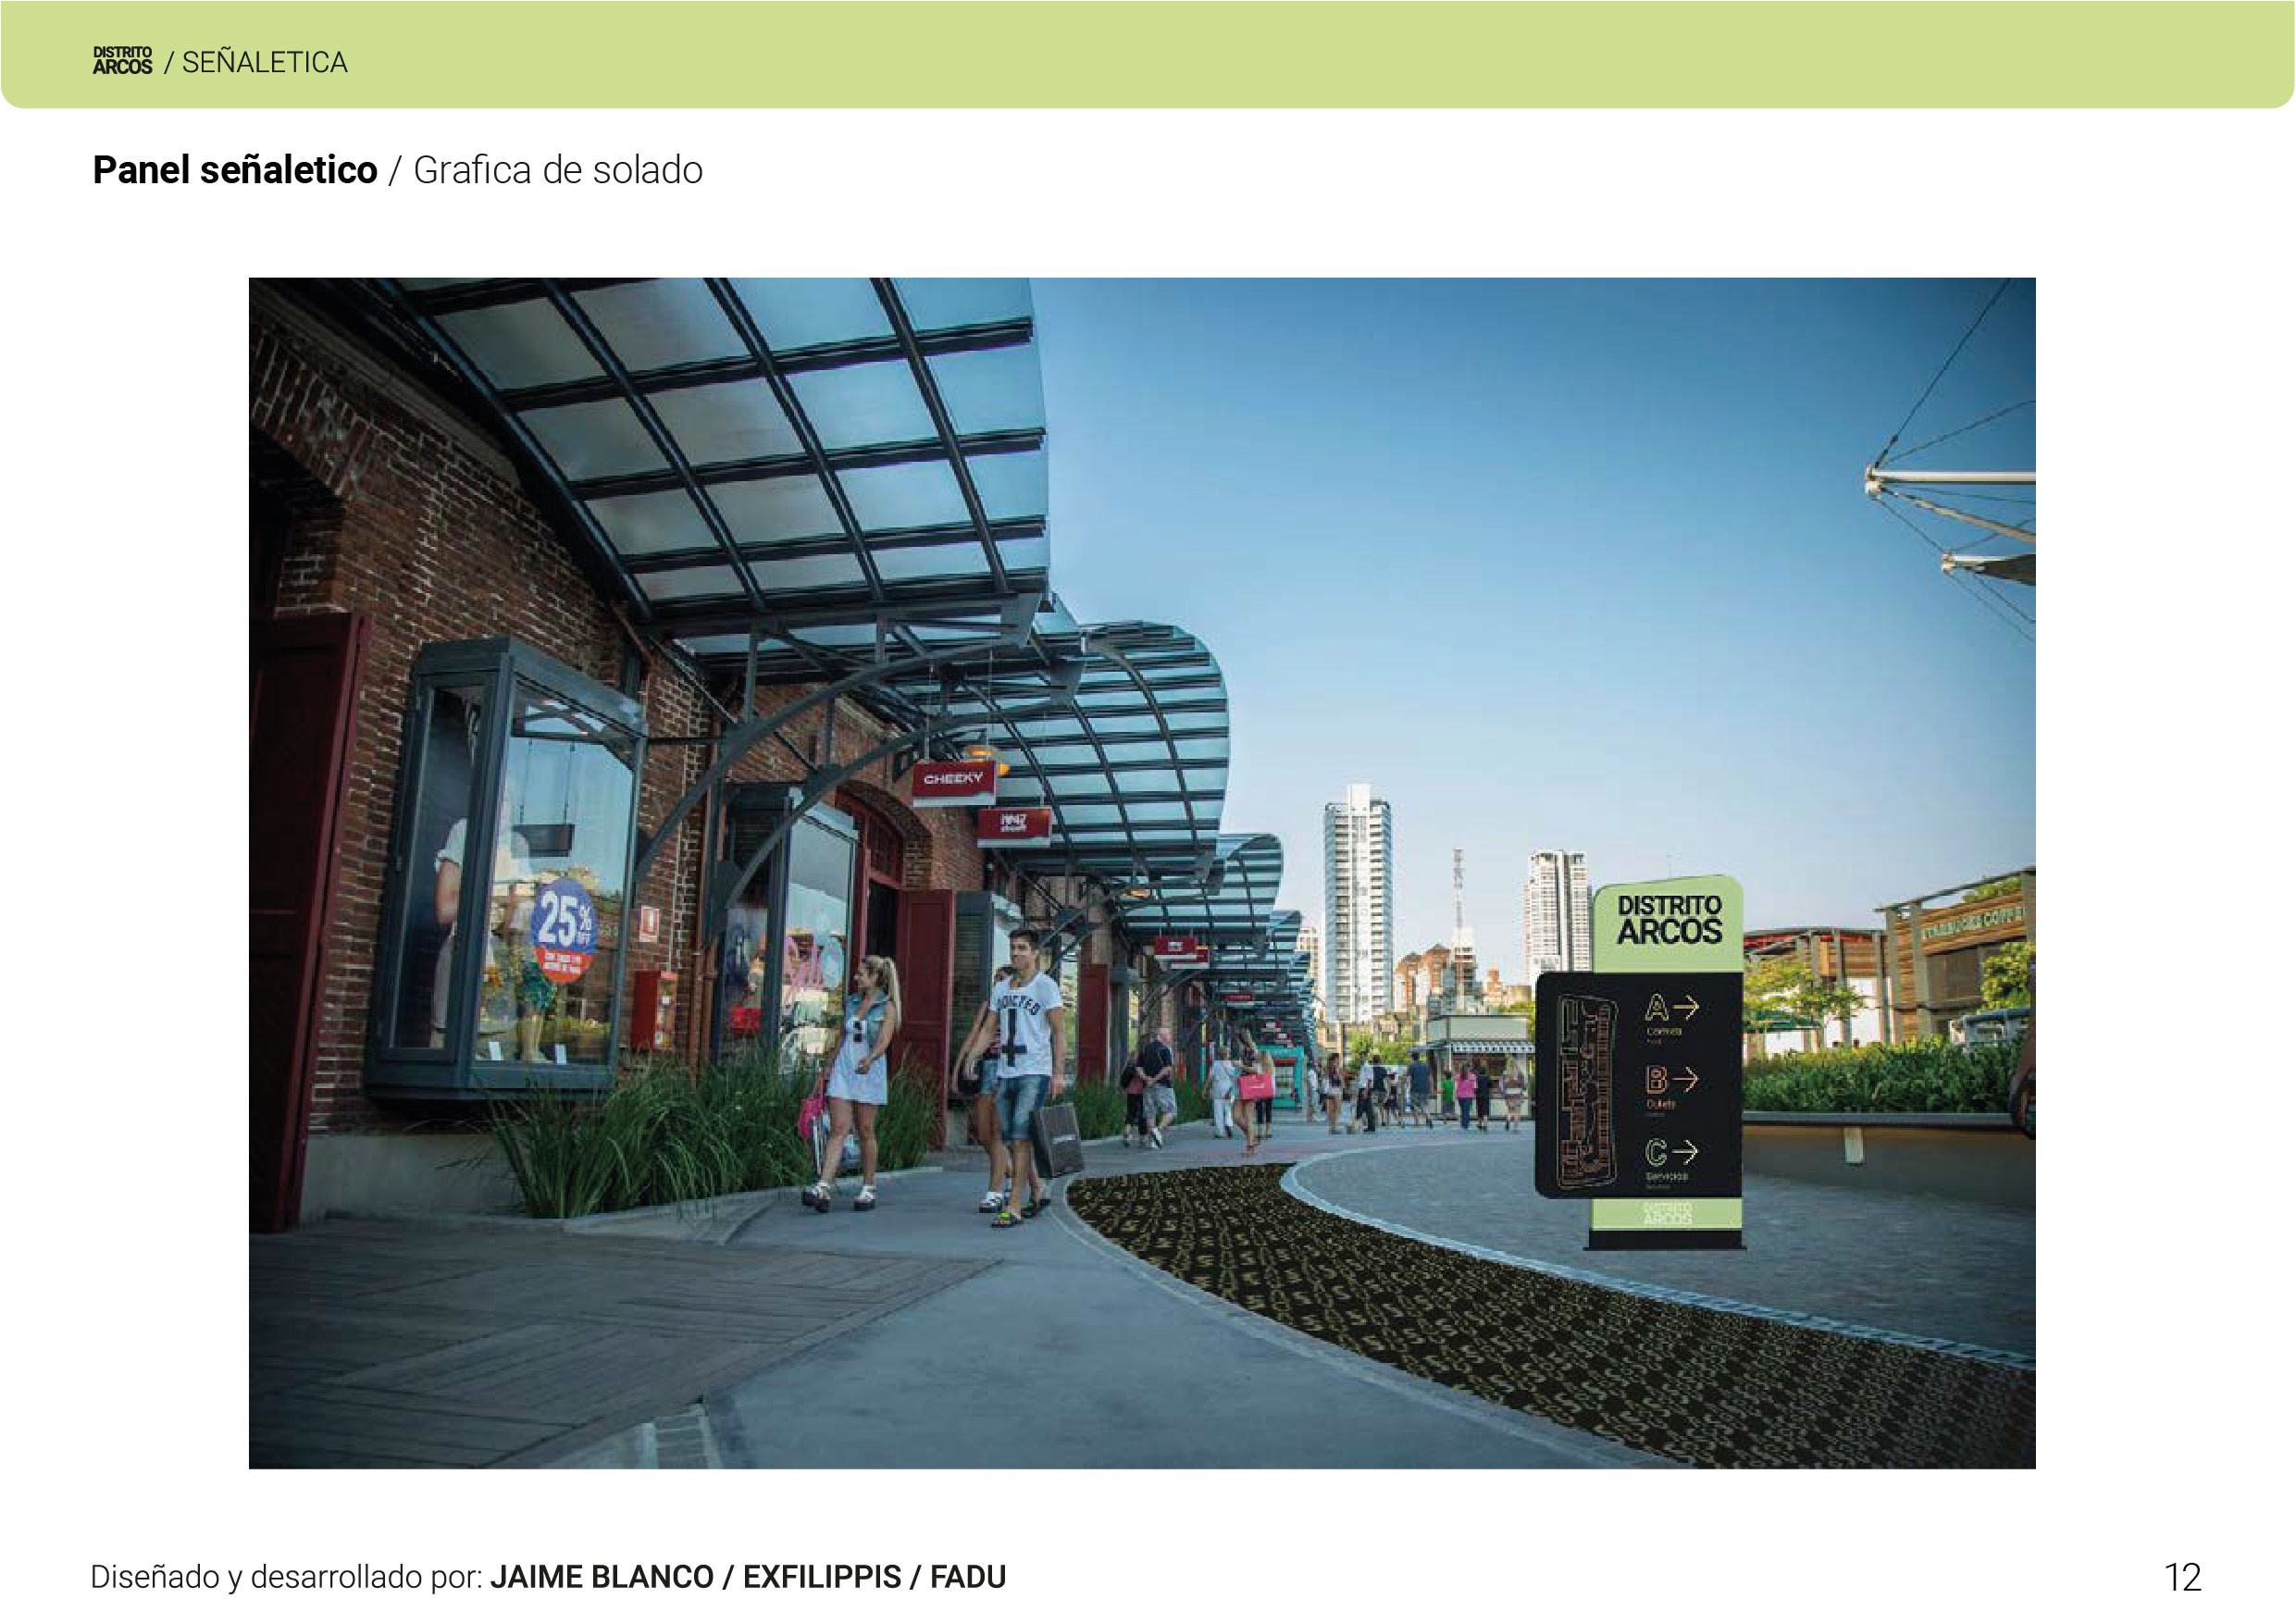 DISTRITO
ARCOS / SEÑALETICA
Panel señaletico / Grafica de solado
CHEEKY
25%
OFF
DISTRITO
ARCOS
STARBUCKS COFFEE
A→
B→
Outlets
C→
Servicios
DISTRITO
ARCOS
Diseñado y desarrollado por: JAIME BLANCO / EXFILIPPIS / FADU
12